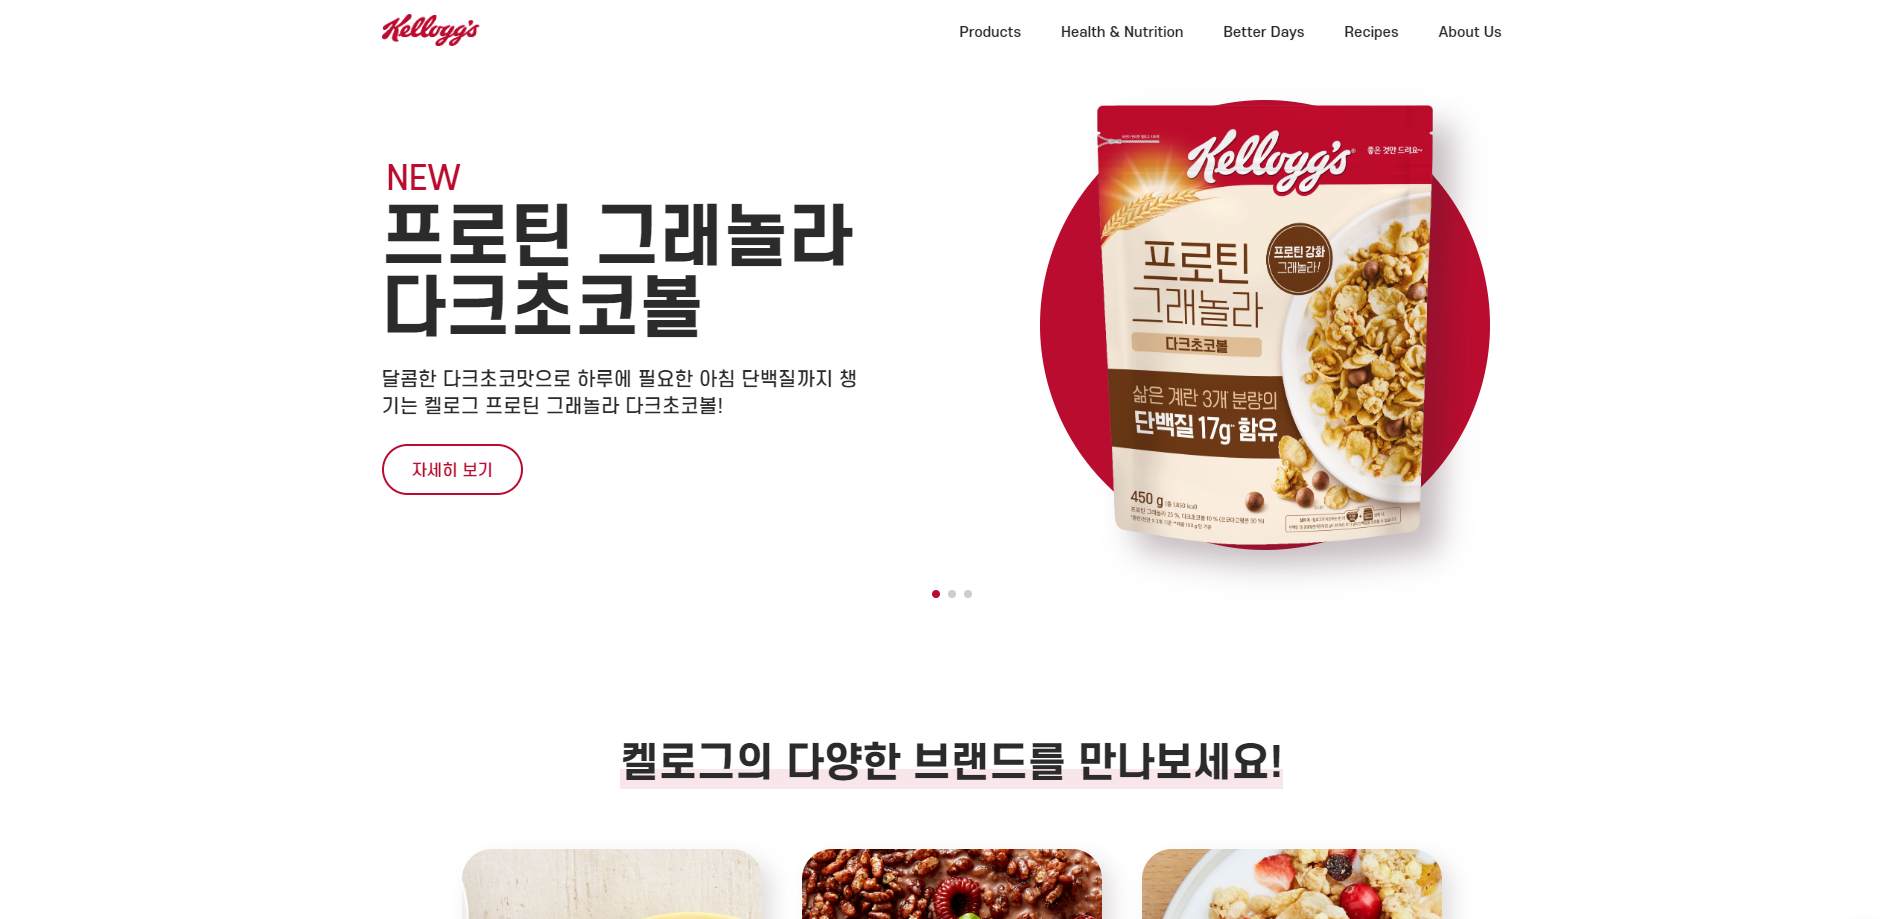 Kellogg's
Products
Health & Nutrition
Better Days
Recipes
About Us
NEW
프로틴 그래놀라
다크초코볼
달콤한 다크초코맛으로 하루에 필요한 아침 단백질까지 챙
기는 켈로그 프로틴 그래놀라 다크초코볼!
자세히 보기
Kellogg's
좋은 것만 드려요~
프로틴
그래놀라
다크초코볼
프로틴 강화
그래놀라!
삶은 계란 3개* 분량의
단백질 17g** 함유
450 g
켈로그의 다양한 브랜드를 만나보세요!